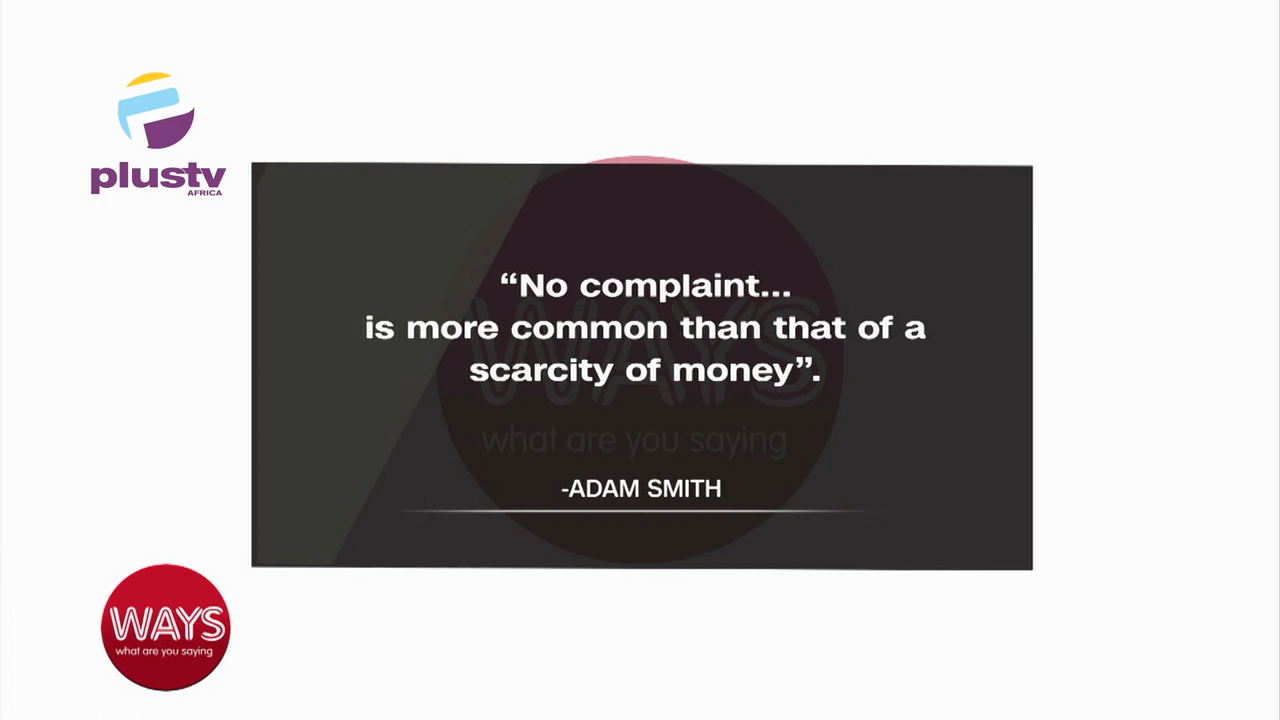 plustv
AFRICA
“No complaint...
is more common than that of a
scarcity of money”.
WAYS
what are you saying
-ADAM SMITH
WAYS
what are you saying